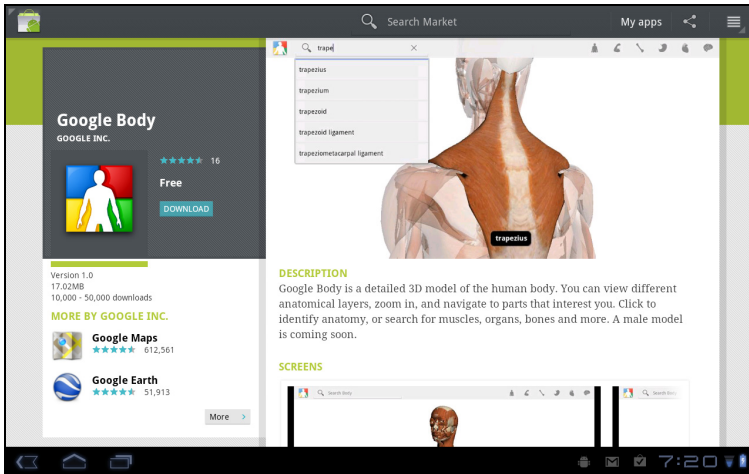 Search Market
My apps
Google Body
GOOGLE INC.
16
Free
DOWNLOAD
Version 1.0
17.02MB
10,000 - 50,000 downloads
MORE BY GOOGLE INC.
Google Maps
612,561
Google Earth
51,913
More
trape
trapezius
trapezium
trapezoid
trapezoid ligament
trapeziometacarpal ligament
trapezius
DESCRIPTION
Google Body is a detailed 3D model of the human body. You can view different
anatomical layers, zoom in, and navigate to parts that interest you. Click to
identify anatomy, or search for muscles, organs, bones and more. A male model
is coming soon.
SCREENS
Search Body
Search Body
7:20